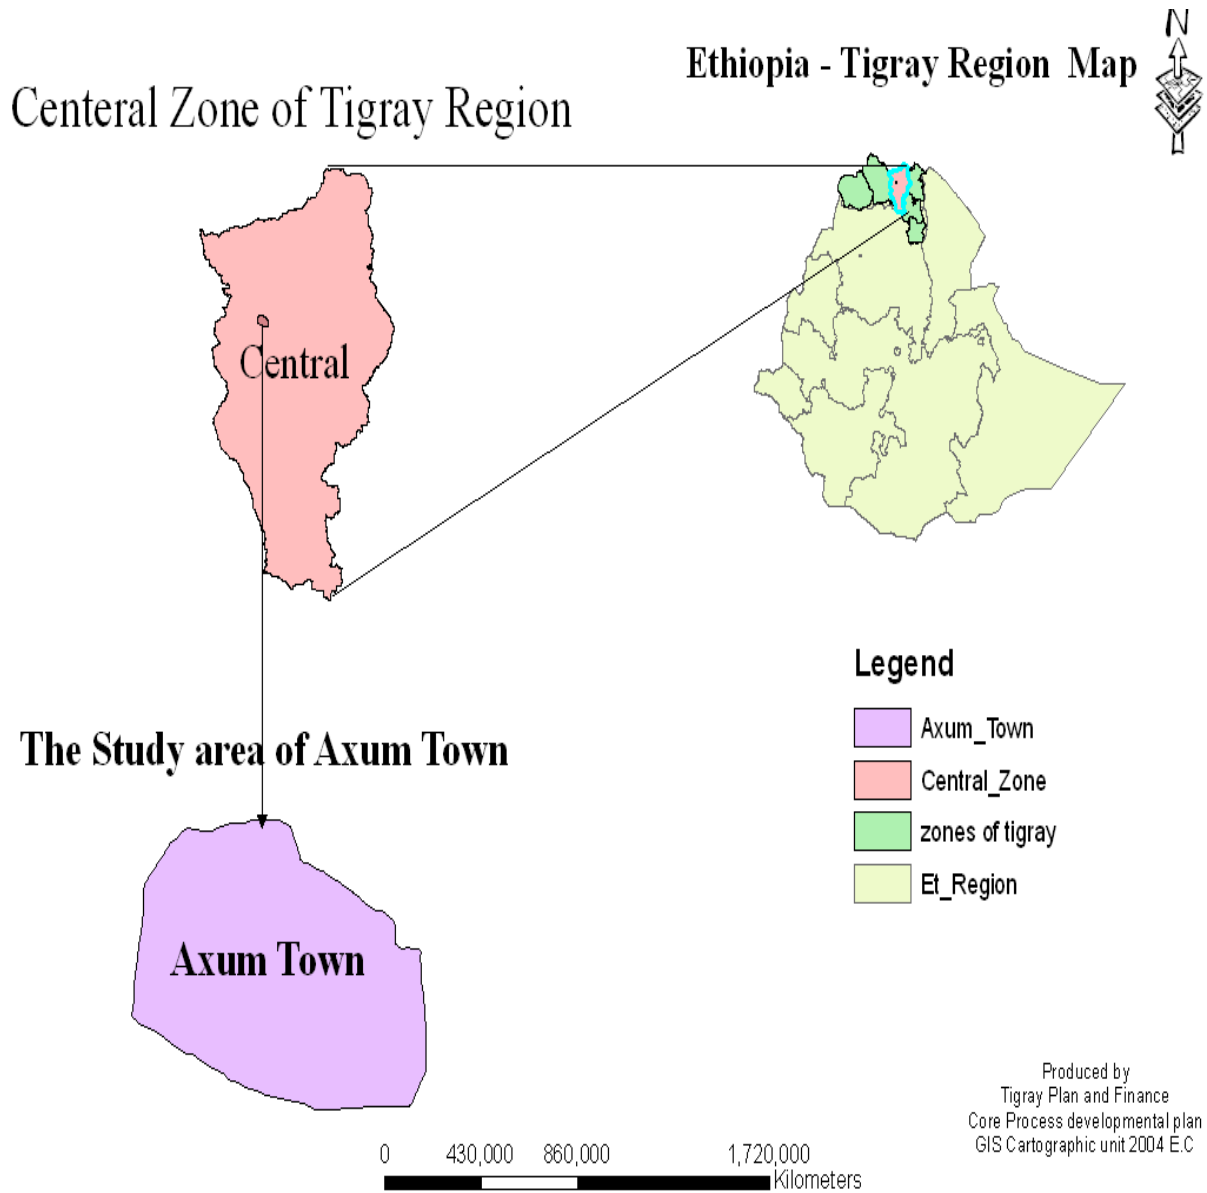 N
Ethiopia - Tigray Region Map
Centeral Zone of Tigray Region
Central
Legend
Axum_Town
Central_Zone
zones of tigray
Et_Region
The Study area of Axum Town
Axum Town
Produced by
Tigray Plan and Finance
Core Process developmental plan
GIS Cartographic unit 2004 E.C
0 430,000 860,000 1,720,000
Kilometers